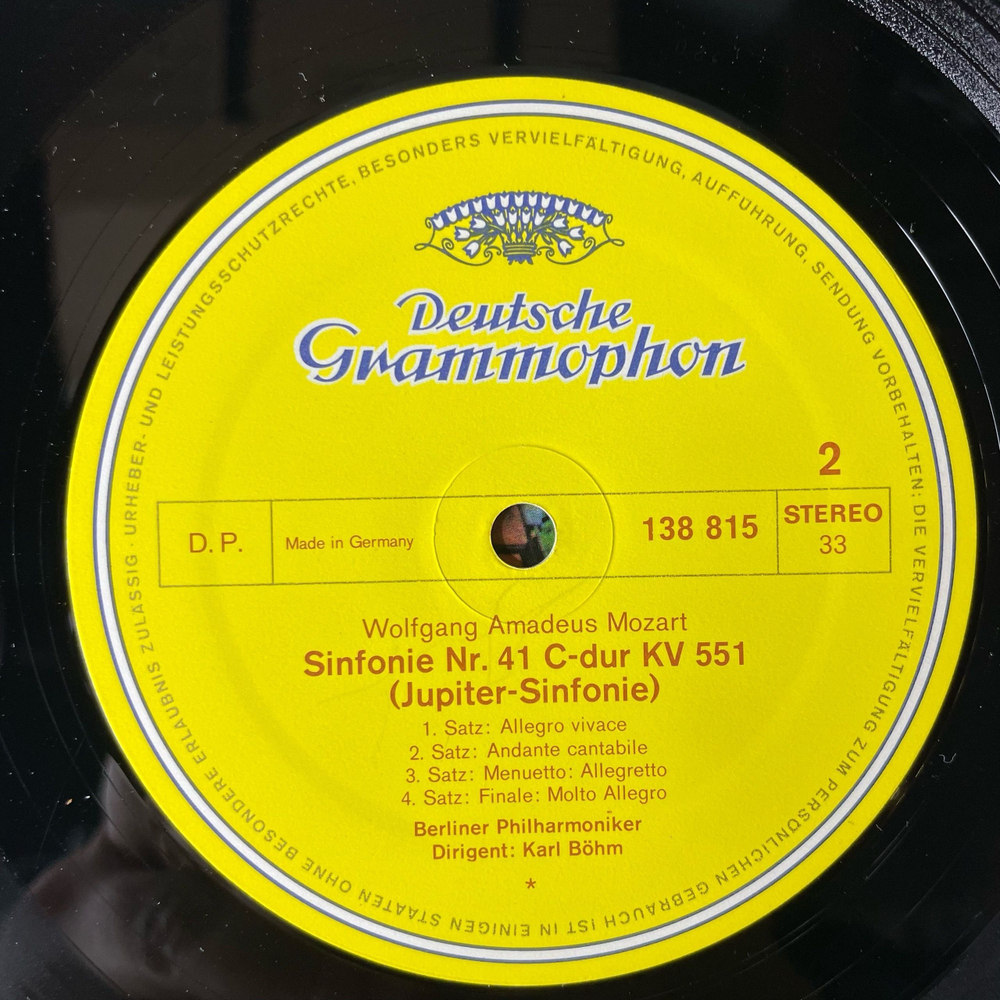 URHEBER- UND LEISTUNGSSCHUTZRECHTE, BESONDERS VERVIELFÄLTIGUNG, AUFFÜHRUNG, SENDUNG VORBEHALTEN; DIE VERVIELFÄLTIGUNG ZUM PERSÖNLICHEN GEBRAUCH IST IN EINIGEN STAATEN OHNE BESONDERE ERLAUBNIS ZULÄSSIG ·
Deutsche
Grammophon
2
D. P.
Made in Germany
138 815
STEREO
33
Wolfgang Amadeus Mozart
Sinfonie Nr. 41 C-dur KV 551
(Jupiter-Sinfonie)
1. Satz: Allegro vivace
2. Satz: Andante cantabile
3. Satz: Menuetto: Allegretto
4. Satz: Finale: Molto Allegro
Berliner Philharmoniker
Dirigent: Karl Böhm
*